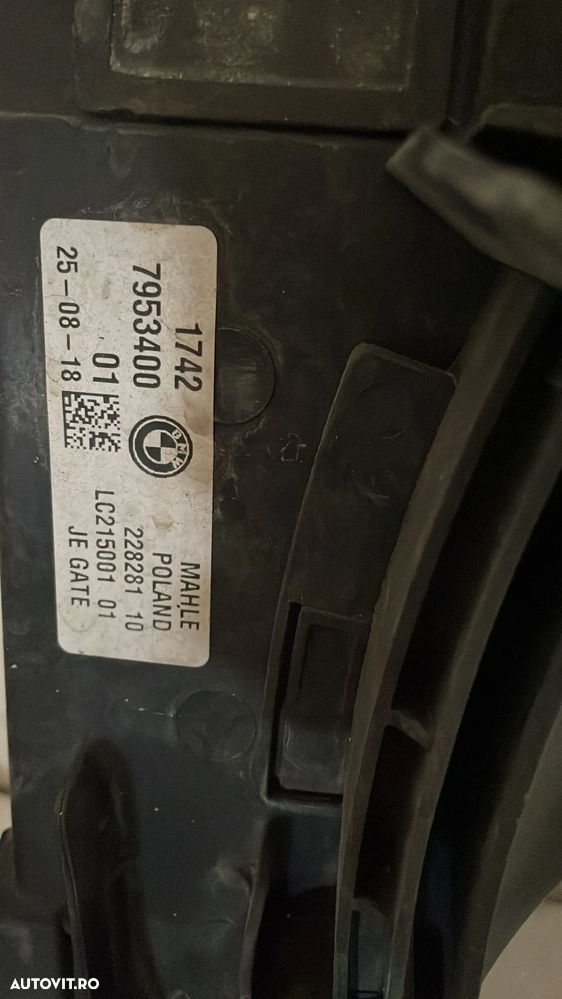 1742
7953400
01
25-08-18
BMW
MAHLE
POLAND
228281 10
LC215001 01
JE GATE
AUTOVIT.RO